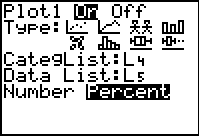 Plot1 On Off
Type:
CategList:L4
Data List:L5
Number Percent